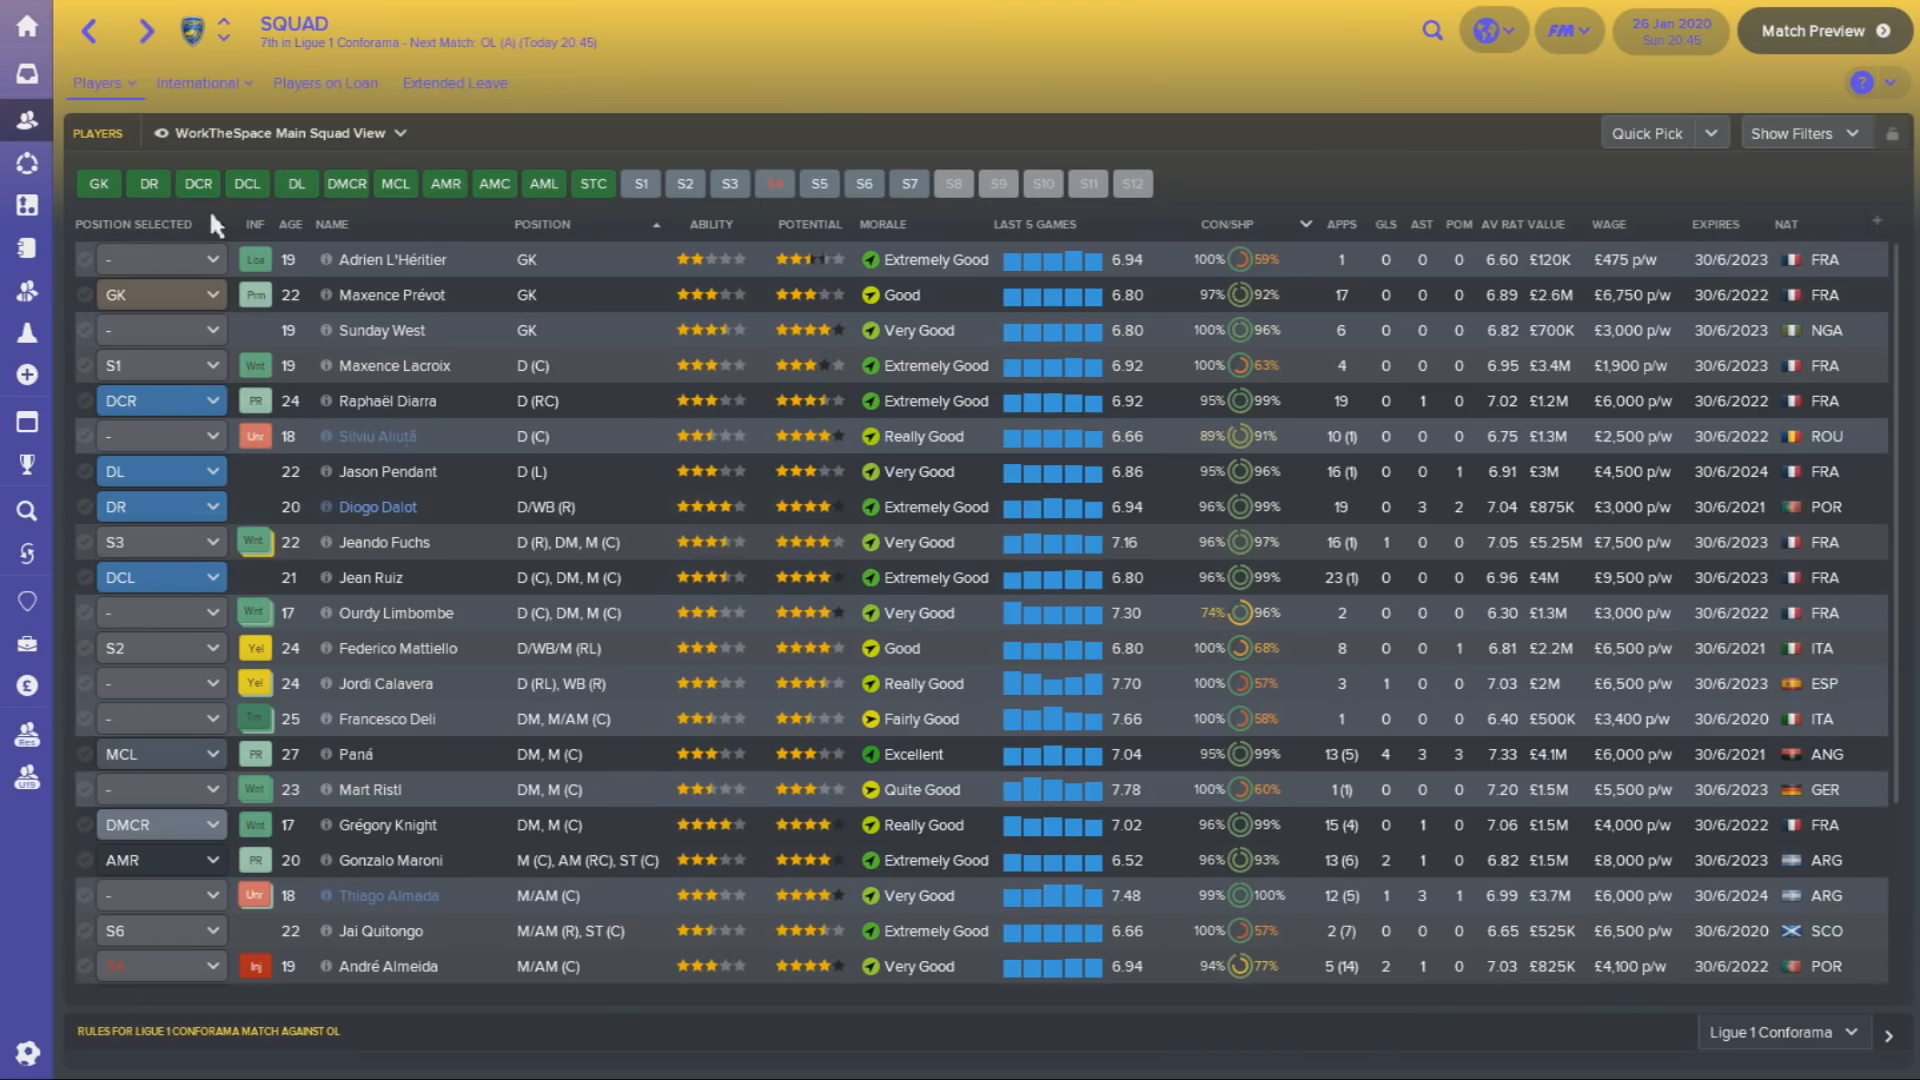 SQUAD
7th in Ligue 1 Conforama - Next Match: OL (A) (Today 20:45)
FM
26 Jan 2020
Sun 20:45
Match Preview
Players International Players on Loan Extended Leave
?
PLAYERS WorkTheSpace Main Squad View Quick Pick Show Filters
GK DR DCR DCL DL DMCR MCL AMR AMC AML STC S1 S2 S3 S4 S5 S6 S7 S8 S9 S10 S11 S12
POSITION SELECTED INF AGE NAME POSITION ABILITY POTENTIAL MORALE LAST 5 GAMES CON/SHP APPS GLS AST POM AV RAT VALUE WAGE EXPIRES NAT +
- Loa 19 Adrien L'Héritier GK Extremely Good 6.94 100% 59% 1 0 0 0 6.60 £120K £475 p/w 30/6/2023 FRA
GK Prm 22 Maxence Prévot GK Good 6.80 97% 92% 17 0 0 0 6.89 £2.6M £6,750 p/w 30/6/2022 FRA
- 19 Sunday West GK Very Good 6.80 100% 96% 6 0 0 0 6.82 £700K £3,000 p/w 30/6/2023 NGA
S1 Wnt 19 Maxence Lacroix D (C) Extremely Good 6.92 100% 63% 4 0 0 0 6.95 £3.4M £1,900 p/w 30/6/2023 FRA
DCR PR 24 Raphaël Diarra D (RC) Extremely Good 6.92 95% 99% 19 0 1 0 7.02 £1.2M £6,000 p/w 30/6/2022 FRA
- Unr 18 Silviu Aliuță D (C) Really Good 6.66 89% 91% 10 (1) 0 0 0 6.75 £1.3M £2,500 p/w 30/6/2022 ROU
DL 22 Jason Pendant D (L) Very Good 6.86 95% 96% 16 (1) 0 0 1 6.91 £3M £4,500 p/w 30/6/2024 FRA
DR 20 Diogo Dalot D/WB (R) Extremely Good 6.94 96% 99% 19 0 3 2 7.04 £875K £3,000 p/w 30/6/2021 POR
S3 Wnt 22 Jeando Fuchs D (R), DM, M (C) Very Good 7.16 96% 97% 16 (1) 1 0 0 7.05 £5.25M £7,500 p/w 30/6/2023 FRA
DCL 21 Jean Ruiz D (C), DM, M (C) Extremely Good 6.80 96% 99% 23 (1) 0 0 0 6.96 £4M £9,500 p/w 30/6/2023 FRA
- Wnt 17 Ourdy Limbombe D (C), DM, M (C) Very Good 7.30 74% 96% 2 0 0 0 6.30 £1.3M £3,000 p/w 30/6/2022 FRA
S2 Yel 24 Federico Mattiello D/WB/M (RL) Good 6.80 100% 68% 8 0 0 1 6.81 £2.2M £6,500 p/w 30/6/2021 ITA
- Yel 24 Jordi Calavera D (RL), WB (R) Really Good 7.70 100% 57% 3 1 0 0 7.03 £2M £6,500 p/w 30/6/2023 ESP
- Trn 25 Francesco Deli DM, M/AM (C) Fairly Good 7.66 100% 58% 1 0 0 0 6.40 £500K £3,400 p/w 30/6/2020 ITA
MCL PR 27 Paná DM, M (C) Excellent 7.04 95% 99% 13 (5) 4 3 3 7.33 £4.1M £6,000 p/w 30/6/2021 ANG
- Wnt 23 Mart Ristl DM, M (C) Quite Good 7.78 100% 60% 1 (1) 0 0 0 7.20 £1.5M £5,500 p/w 30/6/2023 GER
DMCR Wnt 17 Grégory Knight DM, M (C) Really Good 7.02 96% 99% 15 (4) 0 1 0 7.06 £1.5M £4,000 p/w 30/6/2022 FRA
AMR PR 20 Gonzalo Maroni M (C), AM (RC), ST (C) Extremely Good 6.52 96% 93% 13 (6) 2 1 0 6.82 £1.5M £8,000 p/w 30/6/2023 ARG
- Unr 18 Thiago Almada M/AM (C) Very Good 7.48 99% 100% 12 (5) 1 3 1 6.99 £3.7M £6,000 p/w 30/6/2024 ARG
S6 22 Jai Quitongo M/AM (R), ST (C) Extremely Good 6.66 100% 57% 2 (7) 0 0 0 6.65 £525K £6,500 p/w 30/6/2020 SCO
S4 Inj 19 André Almeida M/AM (C) Very Good 6.94 94% 77% 5 (14) 2 1 0 7.03 £825K £4,100 p/w 30/6/2022 POR
£
Res
U19
RULES FOR LIGUE 1 CONFORAMA MATCH AGAINST OL Ligue 1 Conforama